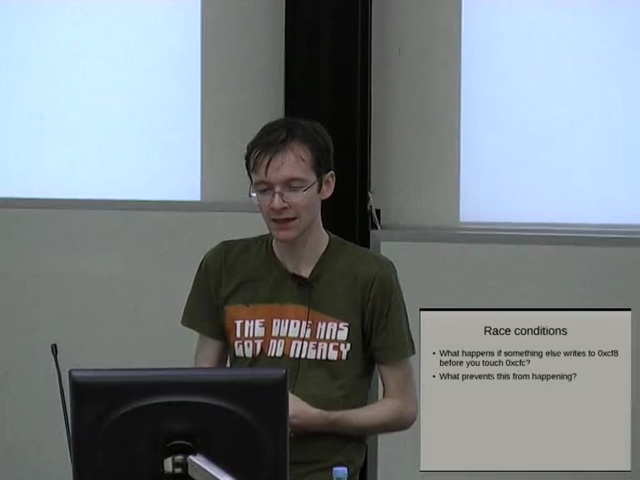 THE DUDE HAS
GOT NO MERCY
Race conditions
• What happens if something else writes to 0xcf8
before you touch 0xcfc?
• What prevents this from happening?